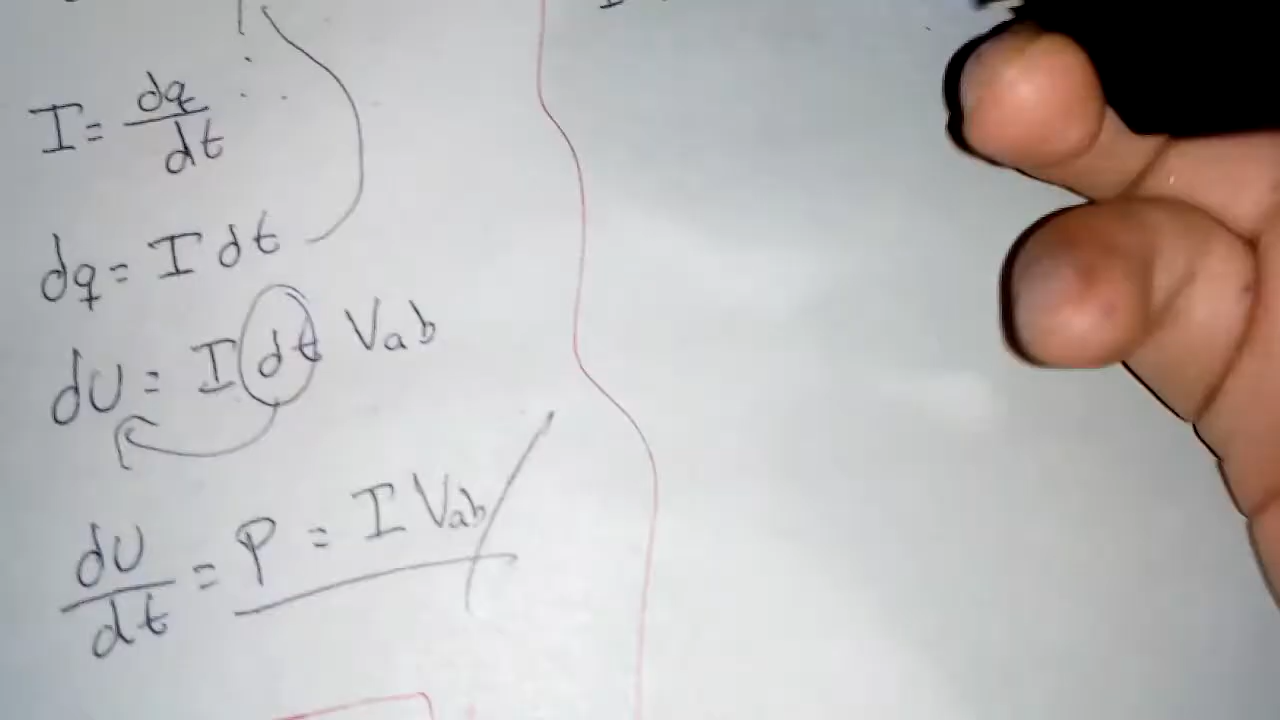 I = dq/dt
dq = I dt
dU = I dt Vab
dU/dt = P = I Vab